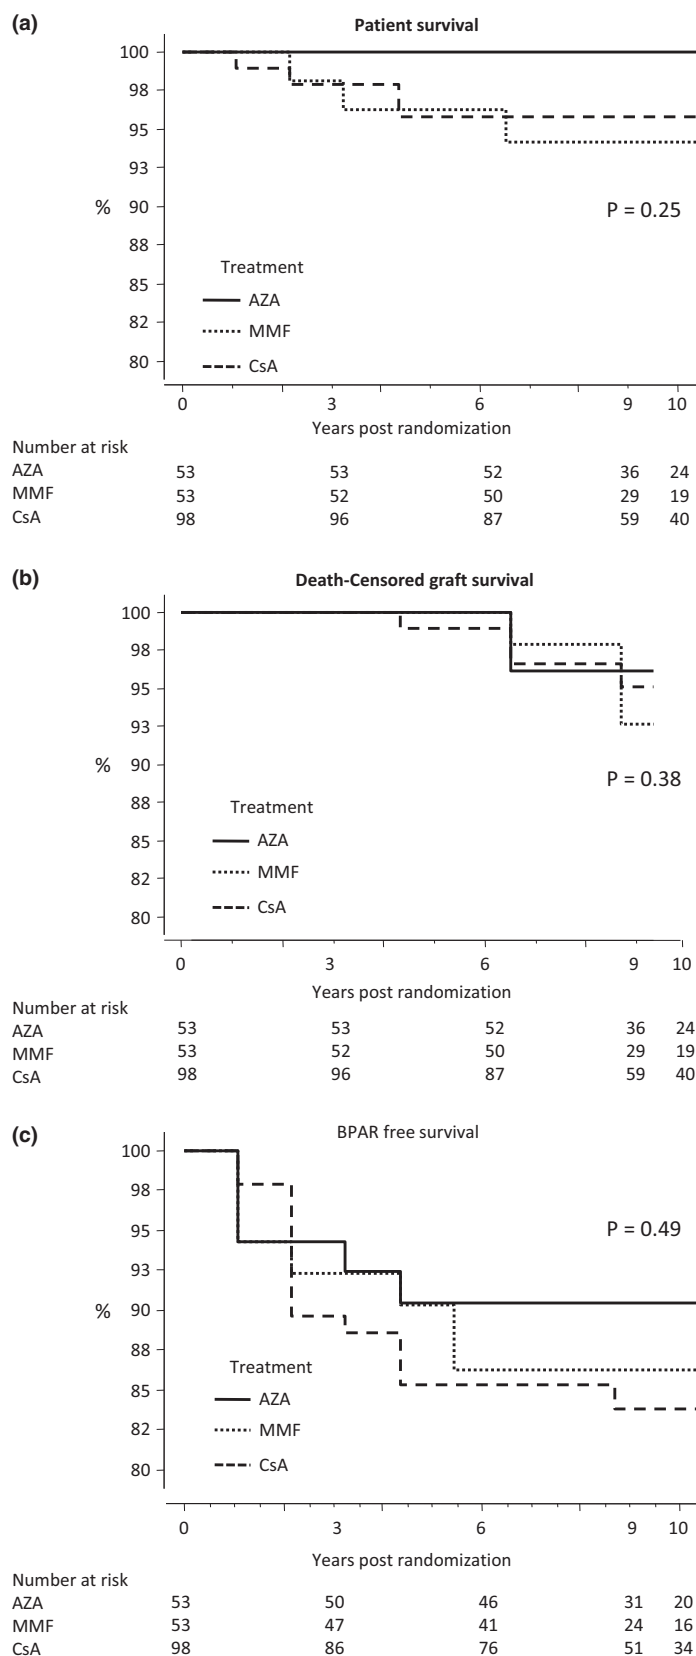 (a)
Patient survival
100
98
95
93
% 90
88
85
82
80
P = 0.25
Treatment
AZA
MMF
CsA
0 3 6 9 10
Years post randomization
Number at risk
AZA 53 53 52 36 24
MMF 53 52 50 29 19
CsA 98 96 87 59 40
(b)
Death-Censored graft survival
100
98
95
93
% 90
88
85
82
80
P = 0.38
Treatment
AZA
MMF
CsA
0 3 6 9 10
Years post randomization
Number at risk
AZA 53 53 52 36 24
MMF 53 52 50 29 19
CsA 98 96 87 59 40
(c)
BPAR free survival
100
98
95
93
% 90
88
85
82
80
P = 0.49
Treatment
AZA
MMF
CsA
0 3 6 9 10
Years post randomization
Number at risk
AZA 53 50 46 31 20
MMF 53 47 41 24 16
CsA 98 86 76 51 34